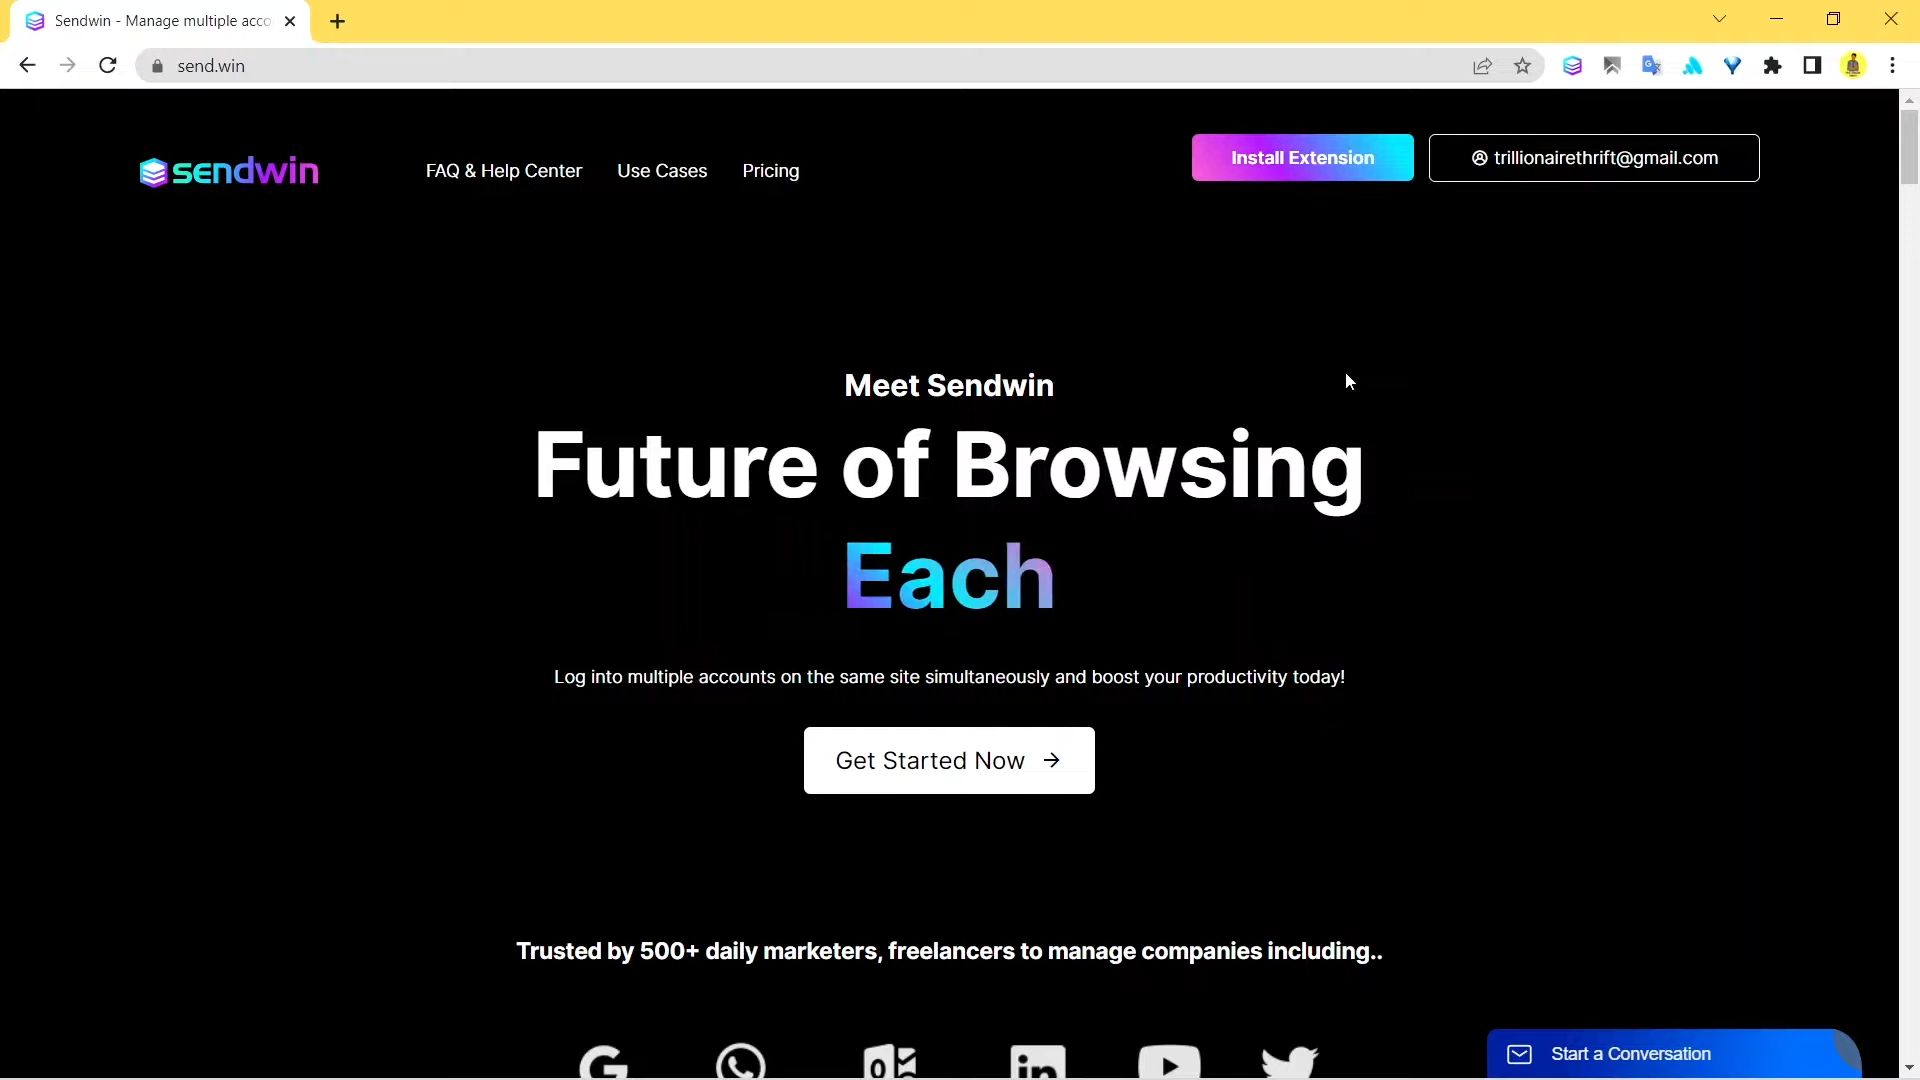 Sendwin - Manage multiple acco
send.win
sendwin
FAQ & Help Center
Use Cases
Pricing
Install Extension
trillionairethrift@gmail.com
Meet Sendwin
Future of Browsing
Each
Log into multiple accounts on the same site simultaneously and boost your productivity today!
Get Started Now →
Trusted by 500+ daily marketers, freelancers to manage companies including..
Start a Conversation